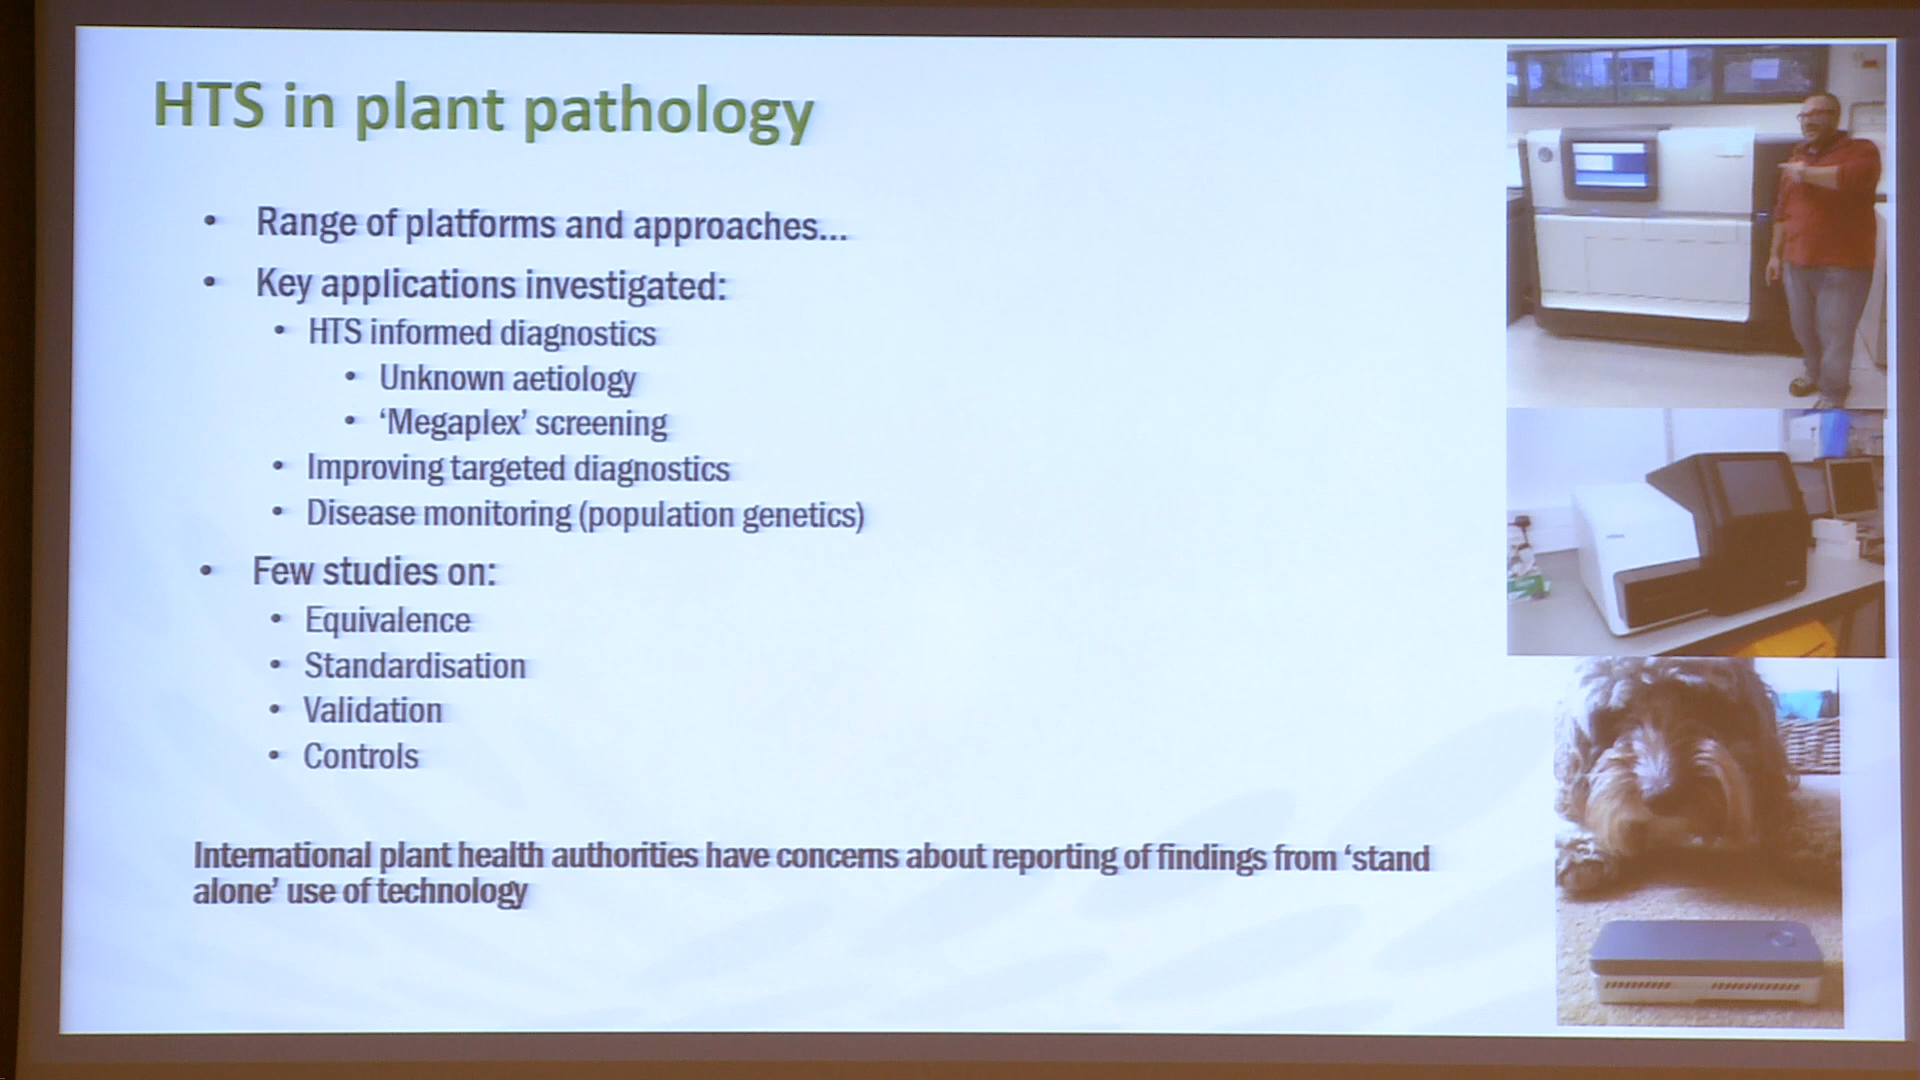 HTS in plant pathology
• Range of platforms and approaches...
• Key applications investigated:
• HTS informed diagnostics
• Unknown aetiology
• ‘Megaplex’ screening
• Improving targeted diagnostics
• Disease monitoring (population genetics)
• Few studies on:
• Equivalence
• Standardisation
• Validation
• Controls
International plant health authorities have concerns about reporting of findings from ‘stand
alone’ use of technology